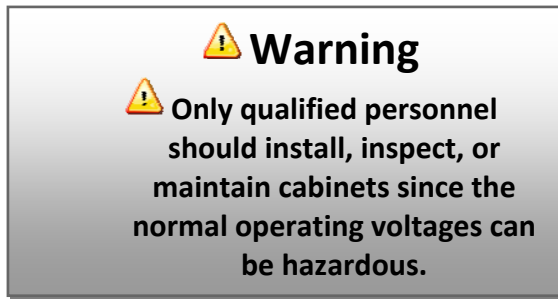 Warning
Only qualified personnel
should install, inspect, or
maintain cabinets since the
normal operating voltages can
be hazardous.